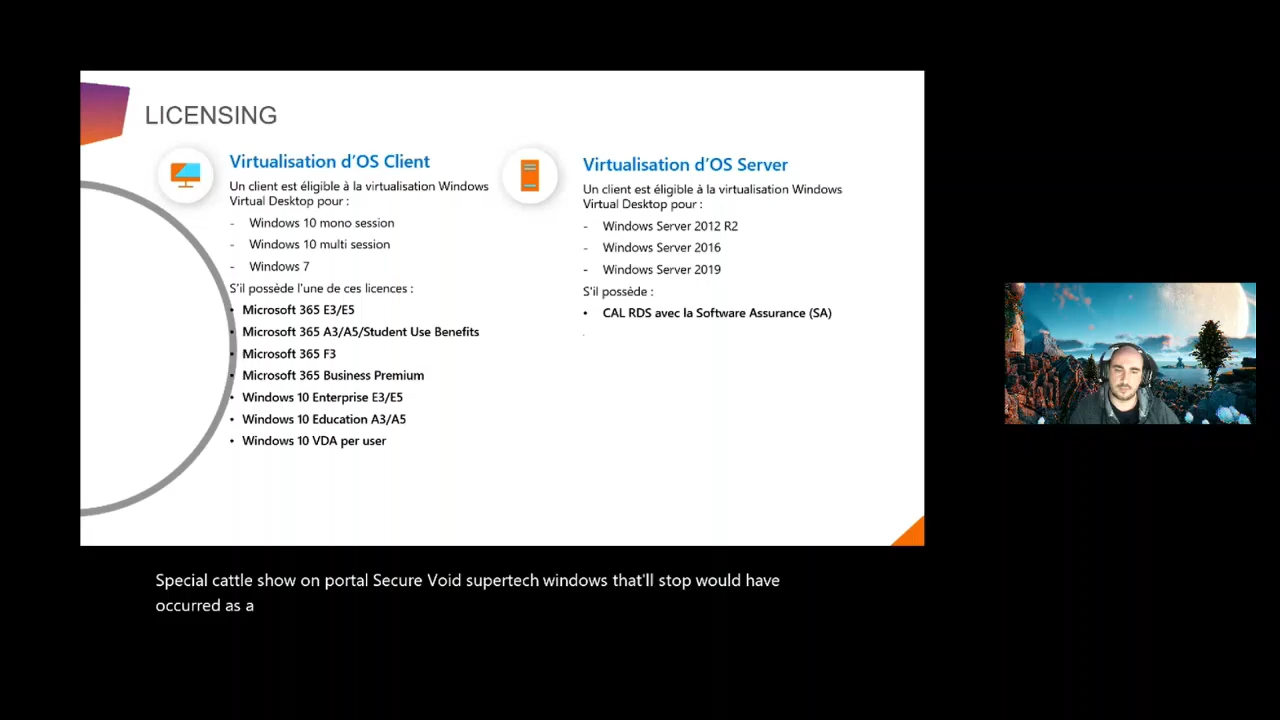 LICENSING
Virtualisation d'OS Client
Un client est éligible à la virtualisation Windows
Virtual Desktop pour :
- Windows 10 mono session
- Windows 10 multi session
- Windows 7
S'il possède l'une de ces licences :
• Microsoft 365 E3/E5
• Microsoft 365 A3/A5/Student Use Benefits
• Microsoft 365 F3
• Microsoft 365 Business Premium
• Windows 10 Enterprise E3/E5
• Windows 10 Education A3/A5
• Windows 10 VDA per user
Virtualisation d'OS Server
Un client est éligible à la virtualisation Windows
Virtual Desktop pour :
- Windows Server 2012 R2
- Windows Server 2016
- Windows Server 2019
S'il possède :
• CAL RDS avec la Software Assurance (SA)
Special cattle show on portal Secure Void supertech windows that'll stop would have
occurred as a